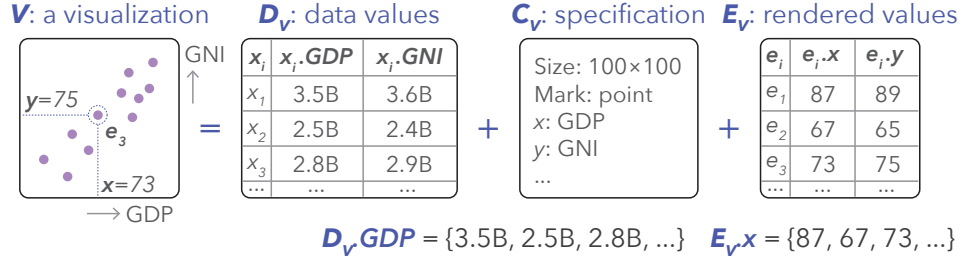 V: a visualization
D_V: data values
C_V: specification
E_V: rendered values
GNI
y=75
e_3
x=73
GDP
=
x_i x_i.GDP x_i.GNI
x_1 3.5B 3.6B
x_2 2.5B 2.4B
x_3 2.8B 2.9B
... ... ...
+
Size: 100×100
Mark: point
x: GDP
y: GNI
...
+
e_i e_i.x e_i.y
e_1 87 89
e_2 67 65
e_3 73 75
... ... ...
D_V.GDP = {3.5B, 2.5B, 2.8B, ...}
E_V.x = {87, 67, 73, ...}